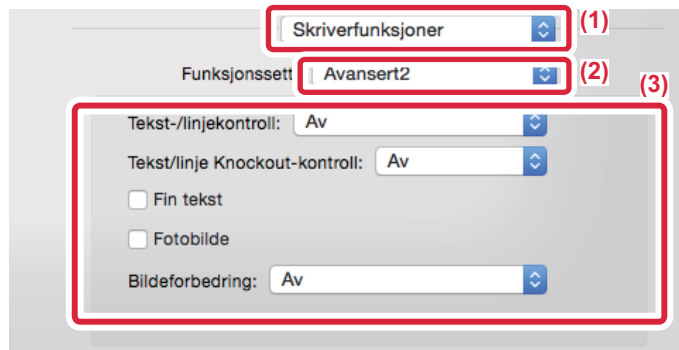 Skriverfunksjoner (1)
Funksjonssett Avansert2 (2)
(3)
Tekst-/linjekontroll: Av
Tekst/linje Knockout-kontroll: Av
Fin tekst
Fotobilde
Bildeforbedring: Av